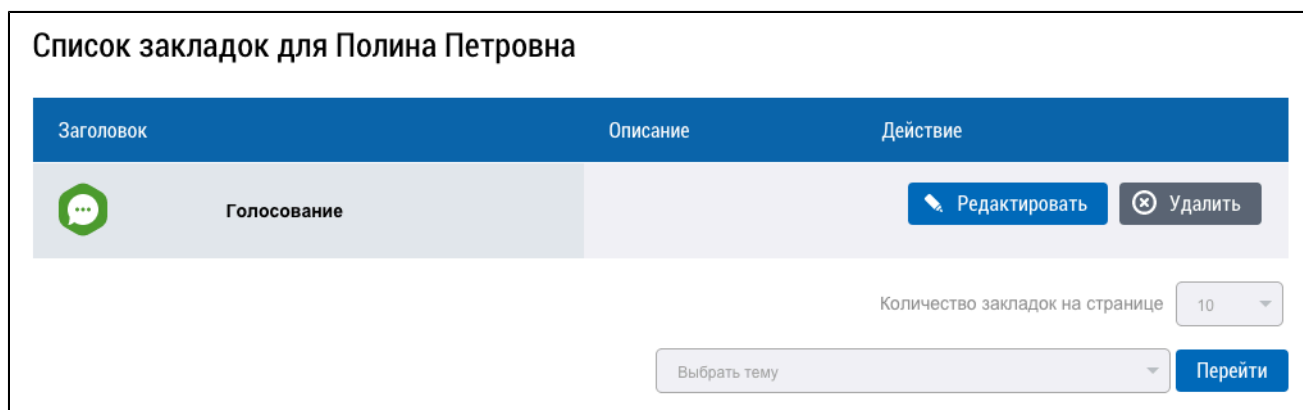 Список закладок для Полина Петровна
Заголовок Описание Действие
Голосование Редактировать Удалить
Количество закладок на странице 10
Выбрать тему Перейти